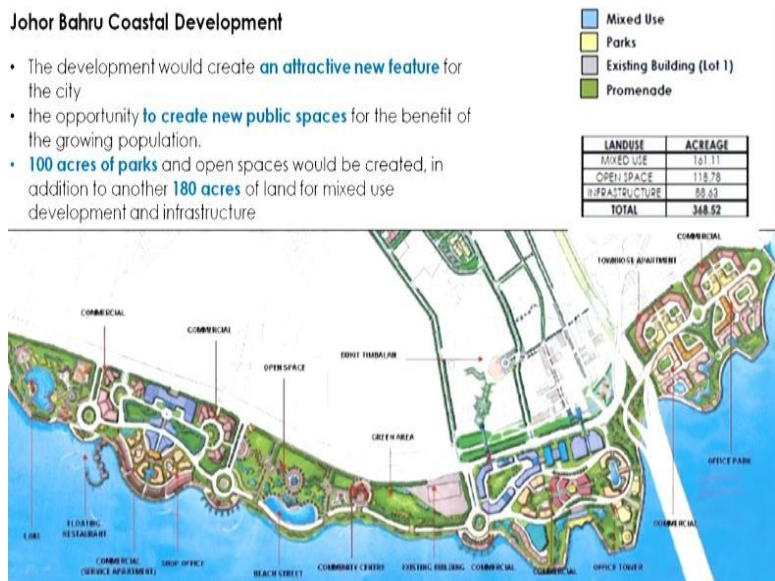 Johor Bahru Coastal Development
• The development would create an attractive new feature for
the city
• the opportunity to create new public spaces for the benefit of
the growing population.
• 100 acres of parks and open spaces would be created, in
addition to another 180 acres of land for mixed use
development and infrastructure
Mixed Use
Parks
Existing Building (Lot 1)
Promenade
LANDUSE ACREAGE
MIXED USE 161.11
OPEN SPACE 118.78
INFRASTRUCTURE 88.63
TOTAL 368.52
COMMERCIAL
TOWNHOSE APARTMENT
COMMERCIAL
COMMERCIAL
OPEN SPACE
BUKIT TIMBALAN
GREEN AREA
OFFICE PARK
COMMERCIAL
LAKE
FLOATING
RESTAURANT
COMMERCIAL
(SERVICE APARTMENT)
SHOP OFFICE
BEACH STREET
COMMUNITY CENTRE
EXISTING BUILDING
COMMERCIAL
COMMERCIAL
OFFICE TOWER